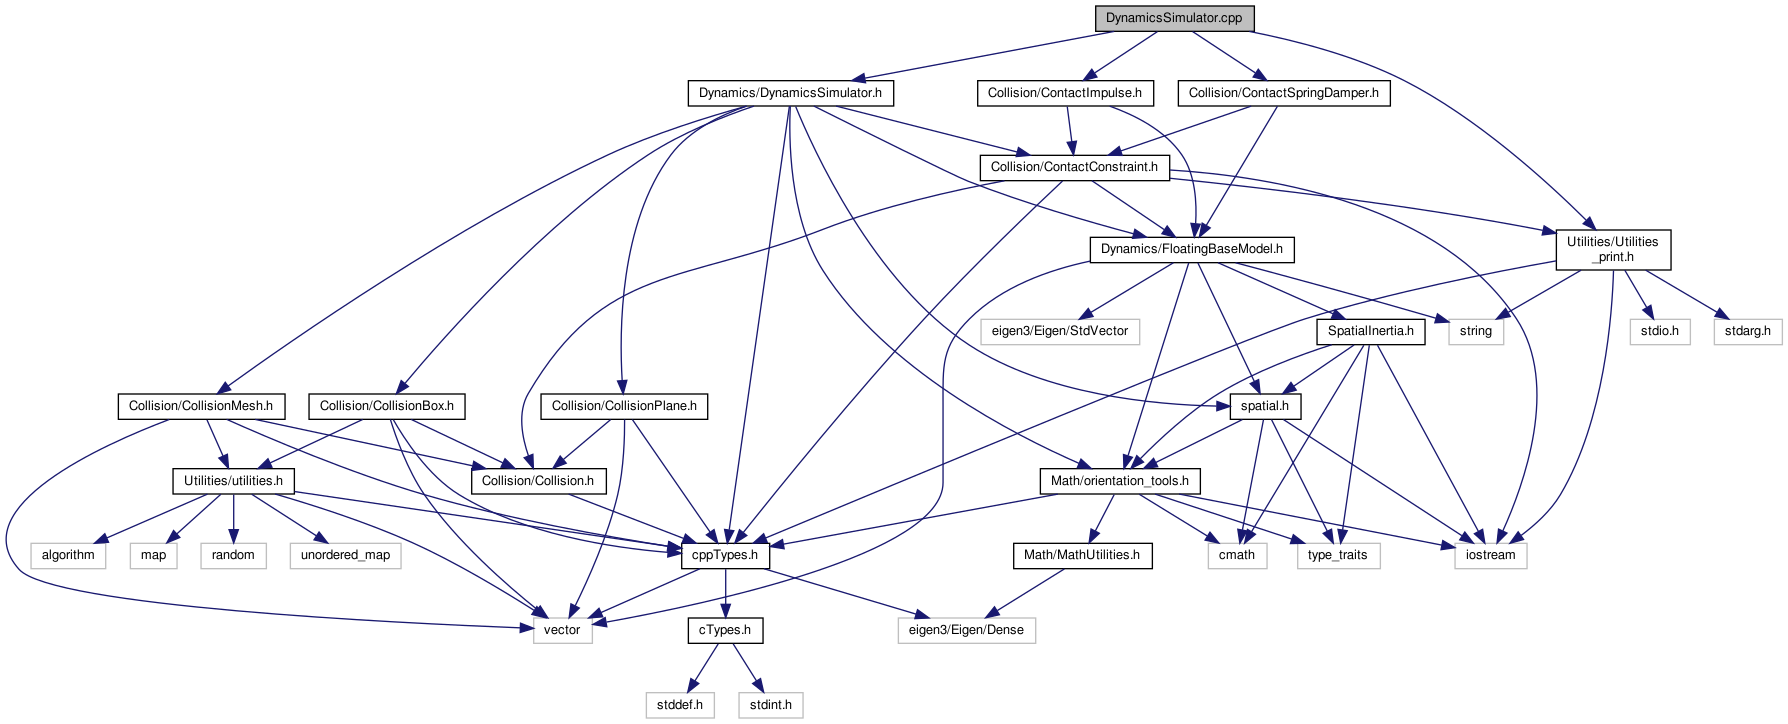 DynamicsSimulator.cpp
Dynamics/DynamicsSimulator.h
Collision/ContactImpulse.h
Collision/ContactSpringDamper.h
Collision/ContactConstraint.h
Dynamics/FloatingBaseModel.h
Utilities/Utilities
_print.h
eigen3/Eigen/StdVector
SpatialInertia.h
string
stdio.h
stdarg.h
Collision/CollisionMesh.h
Collision/CollisionBox.h
Collision/CollisionPlane.h
spatial.h
Utilities/utilities.h
Collision/Collision.h
Math/orientation_tools.h
algorithm
map
random
unordered_map
cppTypes.h
Math/MathUtilities.h
cmath
type_traits
iostream
vector
cTypes.h
eigen3/Eigen/Dense
stddef.h
stdint.h